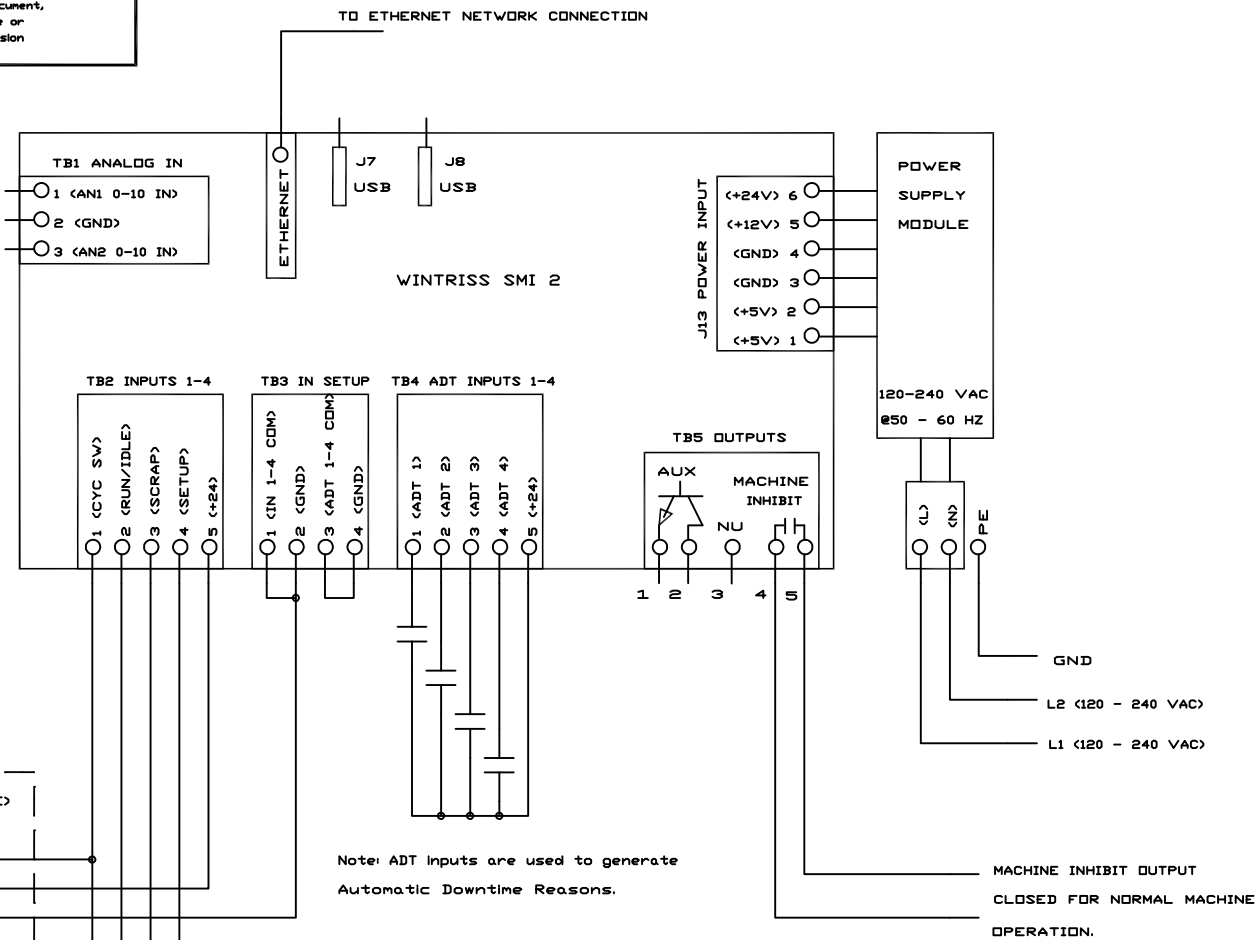 TO ETHERNET NETWORK CONNECTION
e or
TB1 ANALOG IN
1 (AN1 0-10 IN)
2 (GND)
3 (AN2 0-10 IN)
ETHERNET
J7
USB
J8
USB
WINTRISS SMI 2
J13 POWER INPUT
(+24V) 6
(+12V) 5
(GND) 4
(GND) 3
(+5V) 2
(+5V) 1
POWER
SUPPLY
MODULE
120-240 VAC
@50 - 60 HZ
TB2 INPUTS 1-4
1 (CYC SW)
2 (RUN/IDLE)
3 (SCRAP)
4 (SETUP)
5 (+24)
TB3 IN SETUP
1 (IN 1-4 COM)
2 (GND)
3 (ADT 1-4 COM)
4 (GND)
TB4 ADT INPUTS 1-4
1 (ADT 1)
2 (ADT 2)
3 (ADT 3)
4 (ADT 4)
5 (+24)
TB5 OUTPUTS
AUX
MACHINE
INHIBIT
NU
1 2 3 4 5
(L)
(N)
PE
GND
L2 (120 - 240 VAC)
L1 (120 - 240 VAC)
Note: ADT Inputs are used to generate
Automatic Downtime Reasons.
MACHINE INHIBIT OUTPUT
CLOSED FOR NORMAL MACHINE
OPERATION.